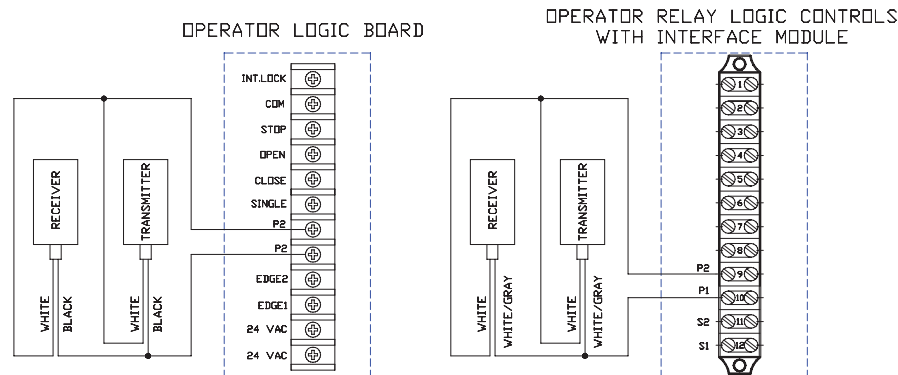 OPERATOR LOGIC BOARD
INT.LOCK
COM
STOP
OPEN
CLOSE
SINGLE
P2
P2
EDGE2
EDGE1
24 VAC
24 VAC
RECEIVER
TRANSMITTER
WHITE
BLACK
WHITE
BLACK
OPERATOR RELAY LOGIC CONTROLS
WITH INTERFACE MODULE
1
2
3
4
5
6
7
8
P2 9
P1 10
S2 11
S1 12
RECEIVER
TRANSMITTER
WHITE
WHITE/GRAY
WHITE
WHITE/GRAY